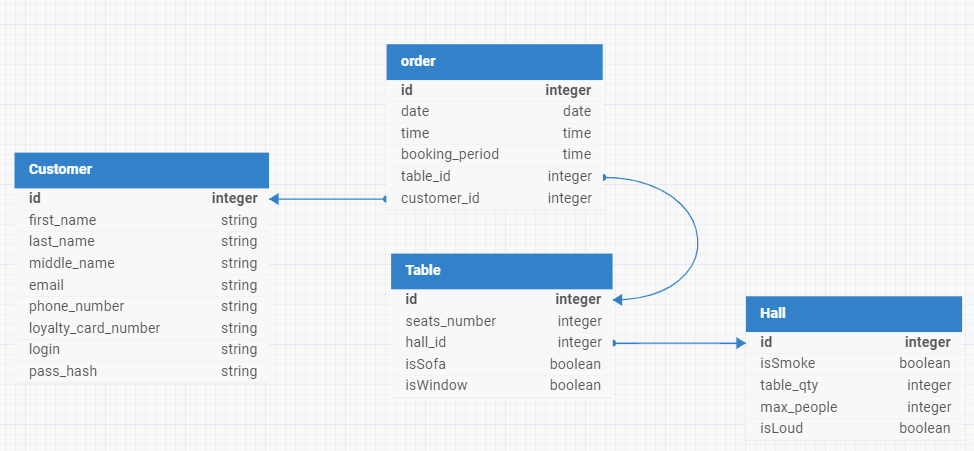 order
id integer
date date
time time
booking_period time
table_id integer
customer_id integer
Customer
id integer
first_name string
last_name string
middle_name string
email string
phone_number string
loyalty_card_number string
login string
pass_hash string
Table
id integer
seats_number integer
hall_id integer
isSofa boolean
isWindow boolean
Hall
id integer
isSmoke boolean
table_qty integer
max_people integer
isLoud boolean